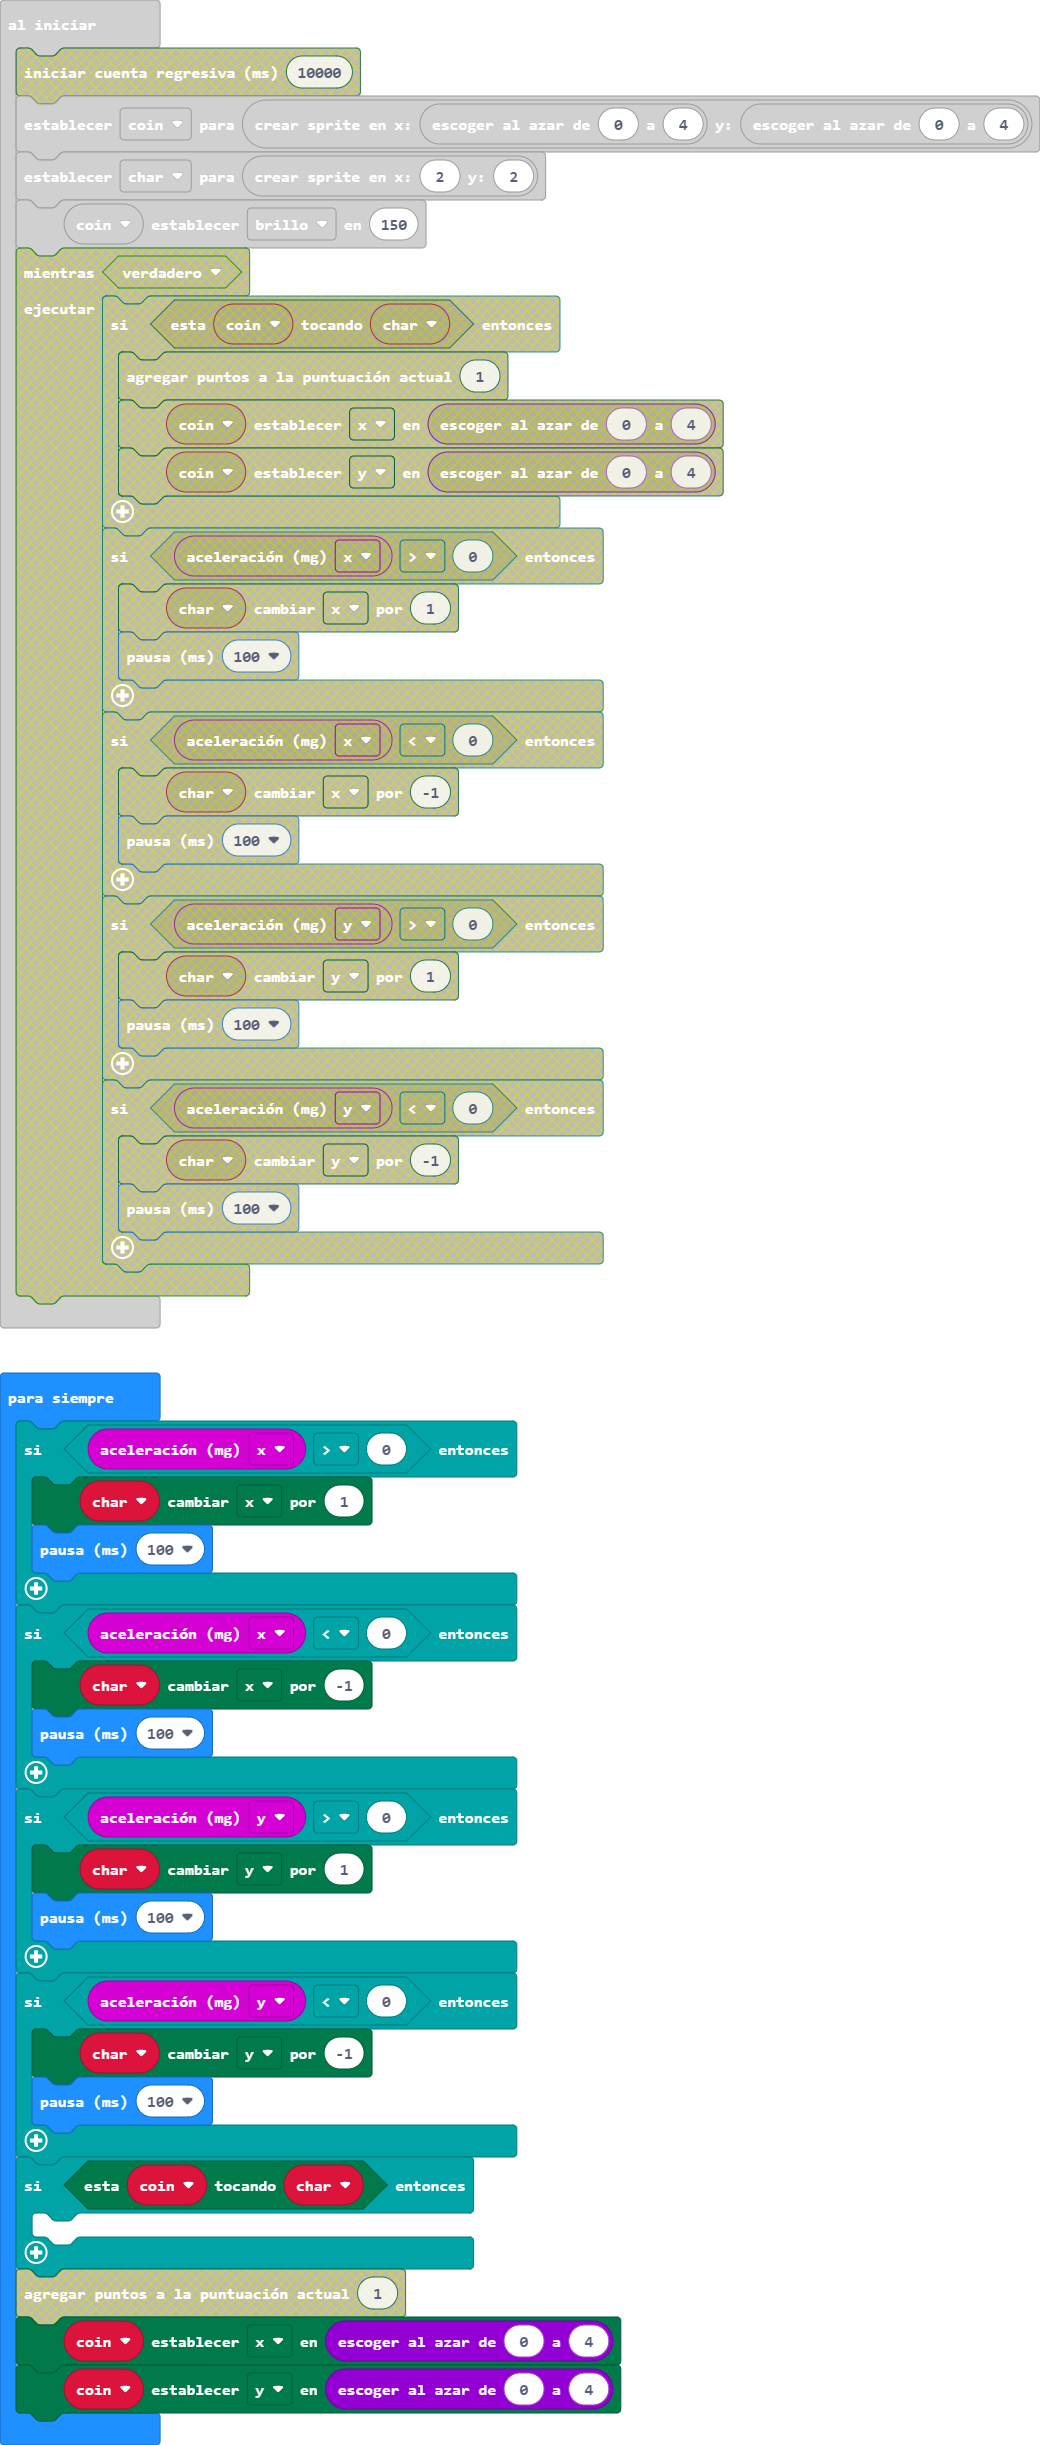 al iniciar
iniciar cuenta regresiva (ms) 10000
establecer coin para crear sprite en x: escoger al azar de 0 a 4 y: escoger al azar de 0 a 4
establecer char para crear sprite en x: 2 y: 2
coin establecer brillo en 150
mientras verdadero
ejecutar
si esta coin tocando char entonces
agregar puntos a la puntuación actual 1
coin establecer x en escoger al azar de 0 a 4
coin establecer y en escoger al azar de 0 a 4
si aceleración (mg) x > 0 entonces
char cambiar x por 1
pausa (ms) 100
si aceleración (mg) x < 0 entonces
char cambiar x por -1
pausa (ms) 100
si aceleración (mg) y > 0 entonces
char cambiar y por 1
pausa (ms) 100
si aceleración (mg) y < 0 entonces
char cambiar y por -1
pausa (ms) 100
para siempre
si aceleración (mg) x > 0 entonces
char cambiar x por 1
pausa (ms) 100
si aceleración (mg) x < 0 entonces
char cambiar x por -1
pausa (ms) 100
si aceleración (mg) y > 0 entonces
char cambiar y por 1
pausa (ms) 100
si aceleración (mg) y < 0 entonces
char cambiar y por -1
pausa (ms) 100
si esta coin tocando char entonces
agregar puntos a la puntuación actual 1
coin establecer x en escoger al azar de 0 a 4
coin establecer y en escoger al azar de 0 a 4